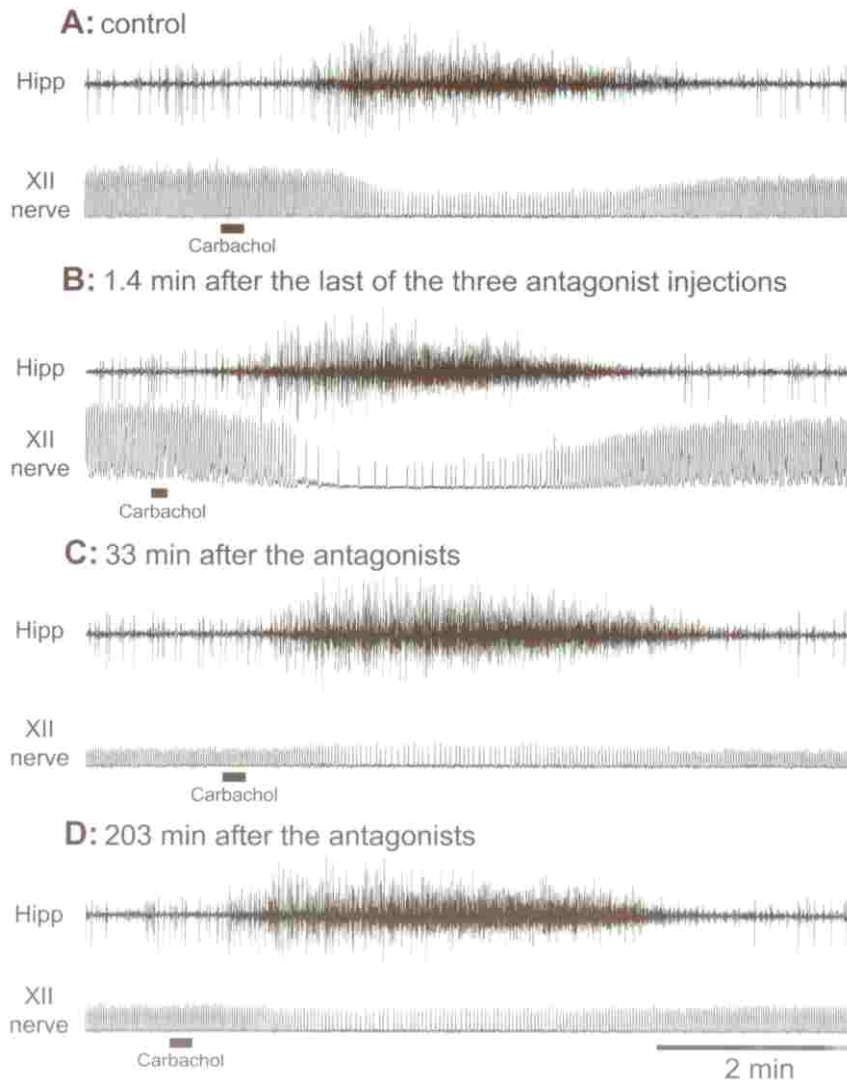 A: control
Hipp
XII
nerve
Carbachol
B: 1.4 min after the last of the three antagonist injections
Hipp
XII
nerve
Carbachol
C: 33 min after the antagonists
Hipp
XII
nerve
Carbachol
D: 203 min after the antagonists
Hipp
XII
nerve
Carbachol
2 min